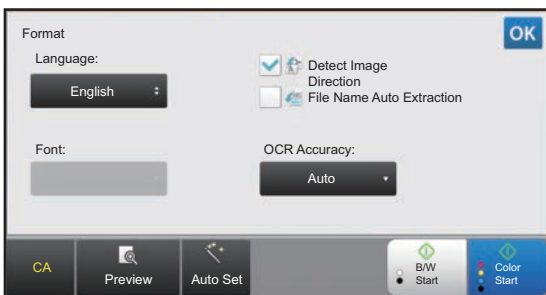 Format
OK
Language:
English
Detect Image
Direction
File Name Auto Extraction
Font:
OCR Accuracy:
Auto
CA
Preview
Auto Set
B/W
Start
Color
Start